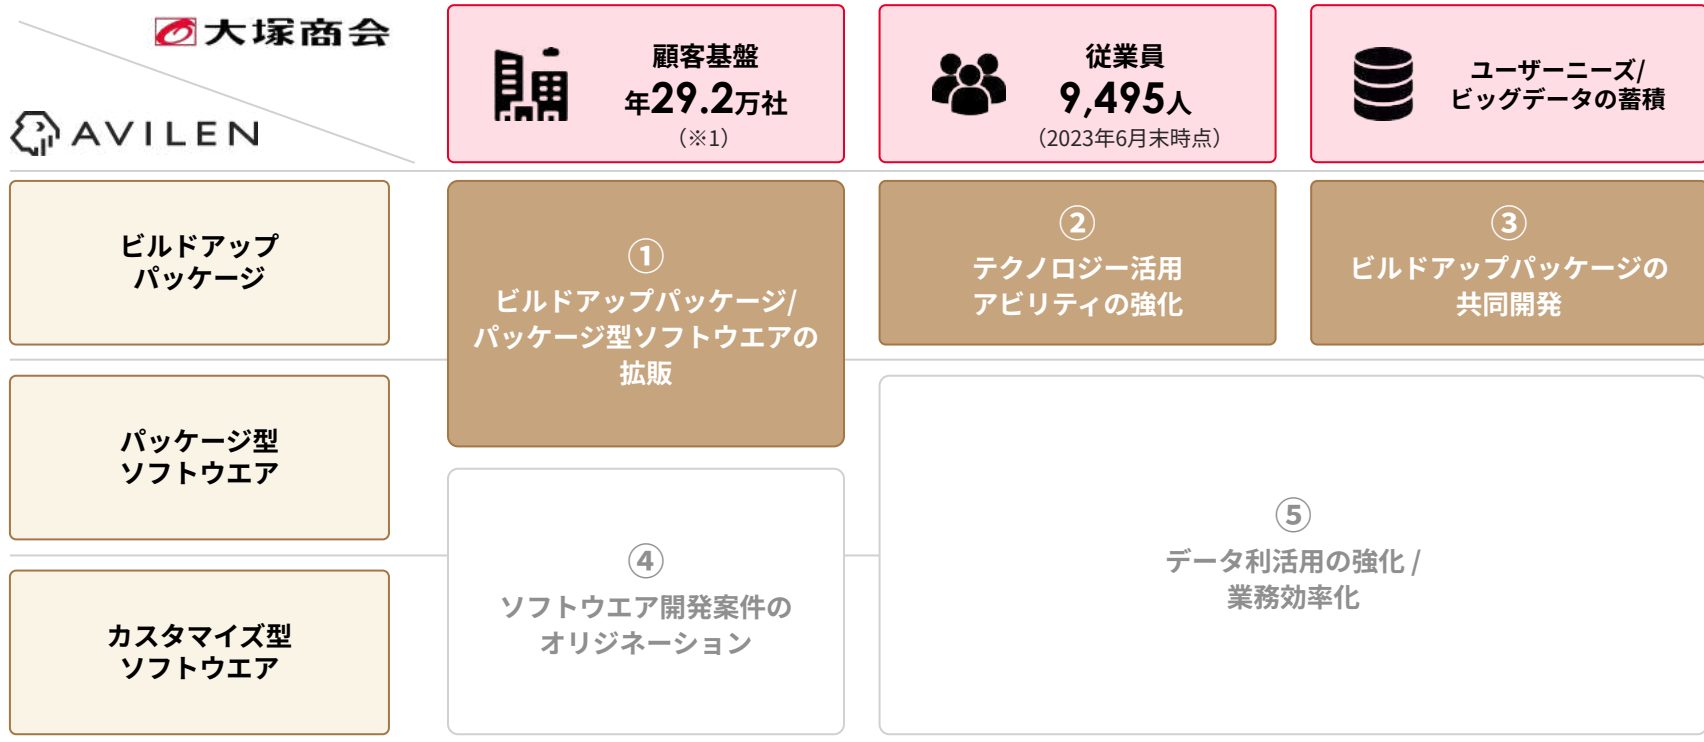 大塚商会
AVILEN
顧客基盤
年29.2万社
（※1）
従業員
9,495人
（2023年6月末時点）
ユーザーニーズ/
ビッグデータの蓄積
ビルドアップ
パッケージ
①
ビルドアップパッケージ/
パッケージ型ソフトウエアの
拡販
②
テクノロジー活用
アビリティの強化
③
ビルドアップパッケージの
共同開発
パッケージ型
ソフトウエア
④
ソフトウエア開発案件の
オリジネーション
⑤
データ利活用の強化 /
業務効率化
カスタマイズ型
ソフトウエア